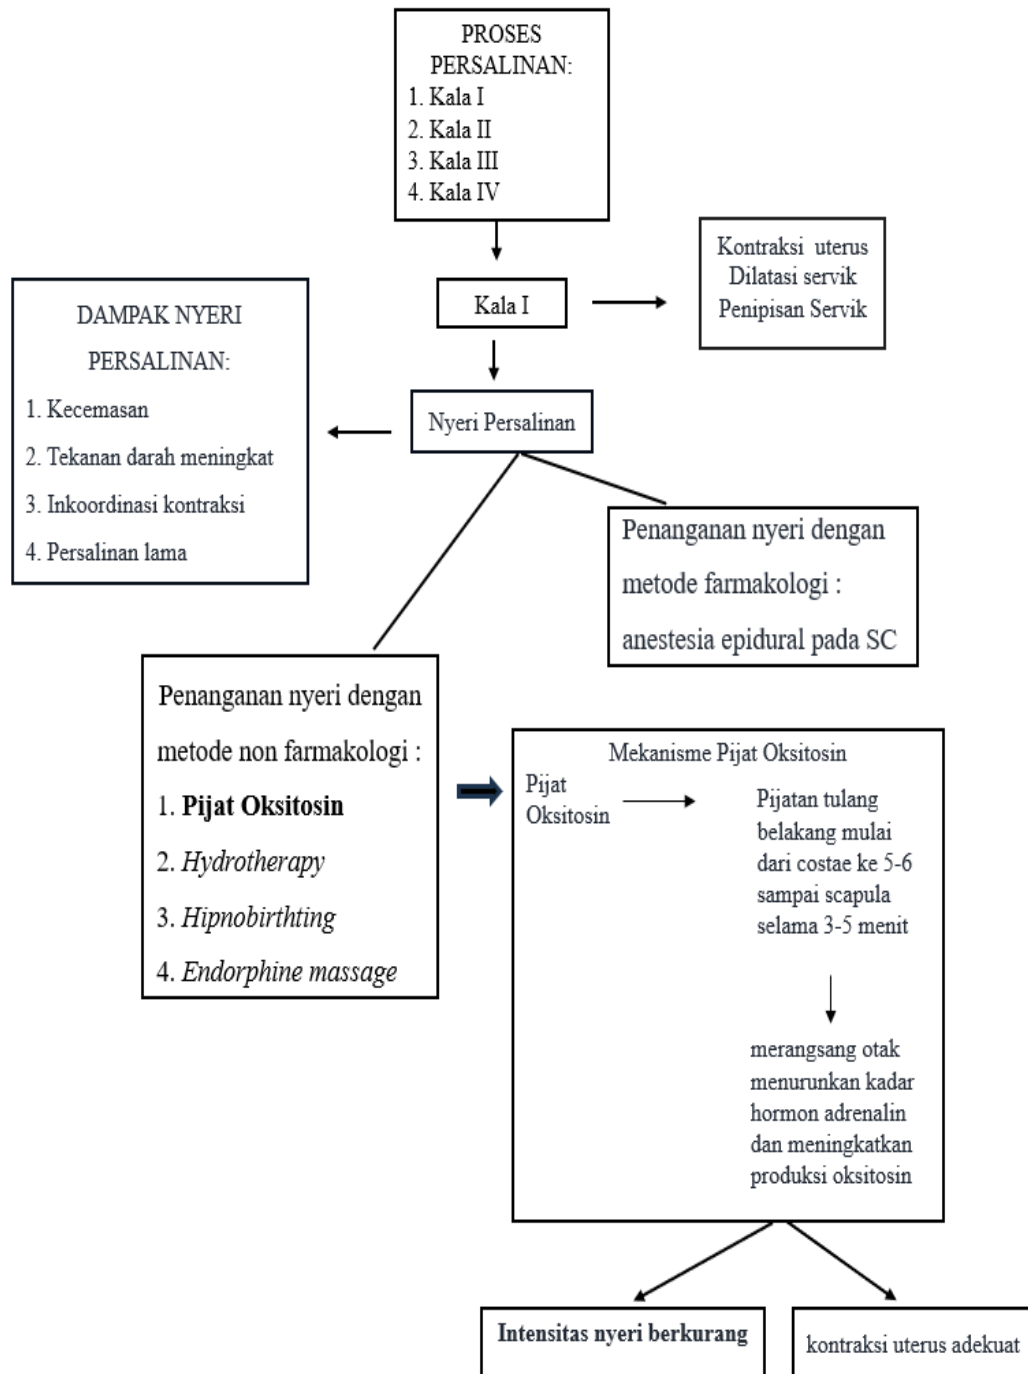 PROSES
PERSALINAN:
1. Kala I
2. Kala II
3. Kala III
4. Kala IV
Kontraksi uterus
Dilatasi servik
Penipisan Servik
Kala I
DAMPAK NYERI
PERSALINAN:
1. Kecemasan
2. Tekanan darah meningkat
3. Inkoordinasi kontraksi
4. Persalinan lama
Nyeri Persalinan
Penanganan nyeri dengan
metode farmakologi :
anestesia epidural pada SC
Penanganan nyeri dengan
metode non farmakologi :
1. Pijat Oksitosin
2. Hydrotherapy
3. Hipnobirthting
4. Endorphine massage
Mekanisme Pijat Oksitosin
Pijat
Oksitosin
Pijatan tulang
belakang mulai
dari costae ke 5-6
sampai scapula
selama 3-5 menit
merangsang otak
menurunkan kadar
hormon adrenalin
dan meningkatkan
produksi oksitosin
Intensitas nyeri berkurang
kontraksi uterus adekuat